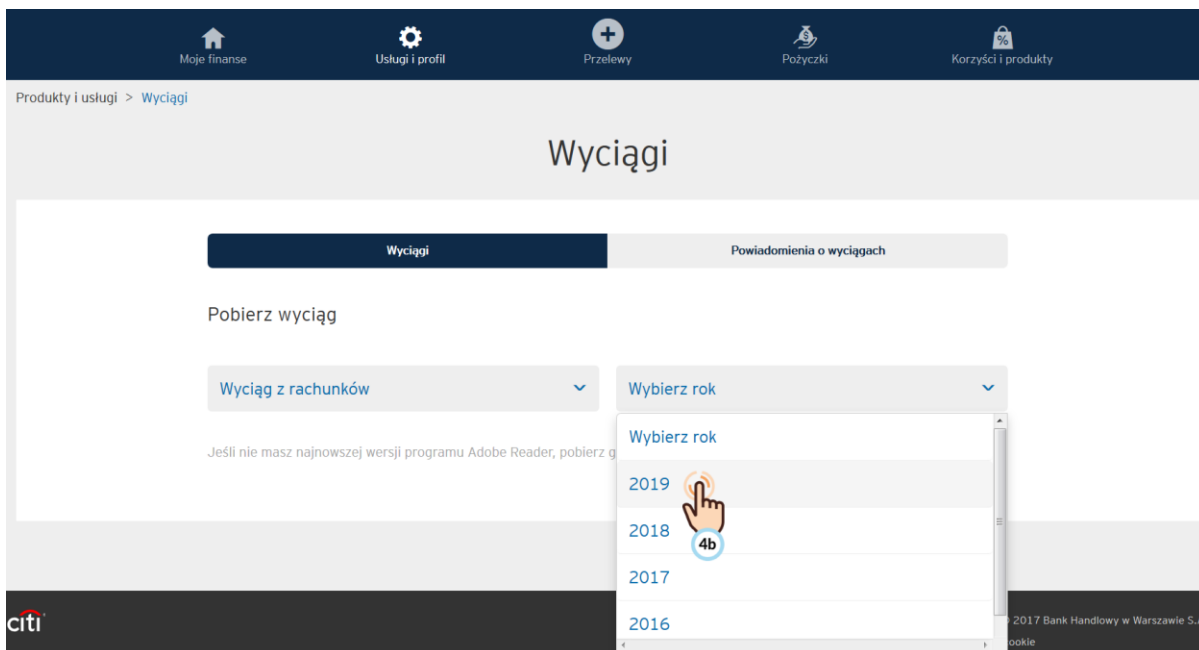 Moje finanse
Usługi i profil
Przelewy
Pożyczki
Korzyści i produkty
Produkty i usługi > Wyciągi
Wyciągi
Wyciągi
Powiadomienia o wyciągach
Pobierz wyciąg
Wyciąg z rachunków
Wybierz rok
Wybierz rok
Jeśli nie masz najnowszej wersji programu Adobe Reader, pobierz g
2019
2018
4b
2017
2016
citi
2017 Bank Handlowy w Warszawie S.
ookie